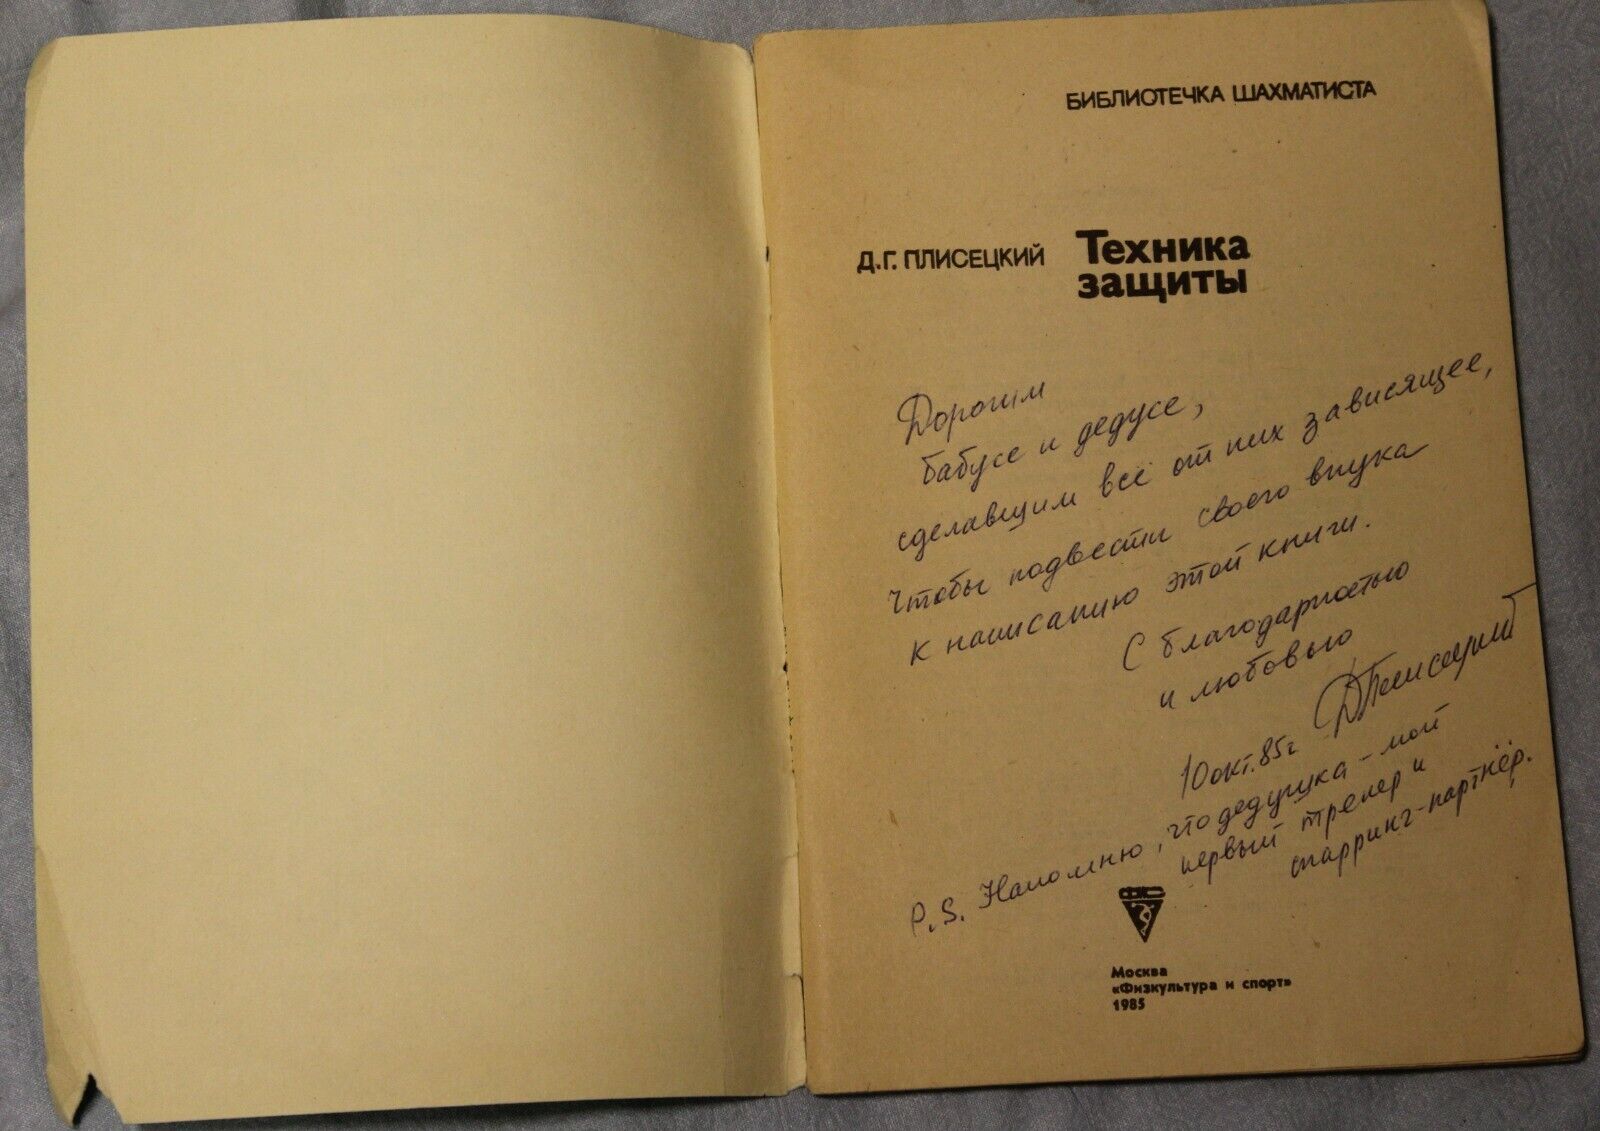 БИБЛИОТЕЧКА ШАХМАТИСТА
Д.Г. ПЛИСЕЦКИЙ
Техника
защиты
Дорогим
бабусе и дедусе,
сделавшим всё от них зависящее,
чтобы подвести своего внука
к написанию этой книги.
С благодарностью
и любовью
10 окт. 85г ДПлисецкий
P.S. Напомню, что дедушка – мой
первый тренер и
спарринг-партнёр.
Москва
«Физкультура и спорт»
1985